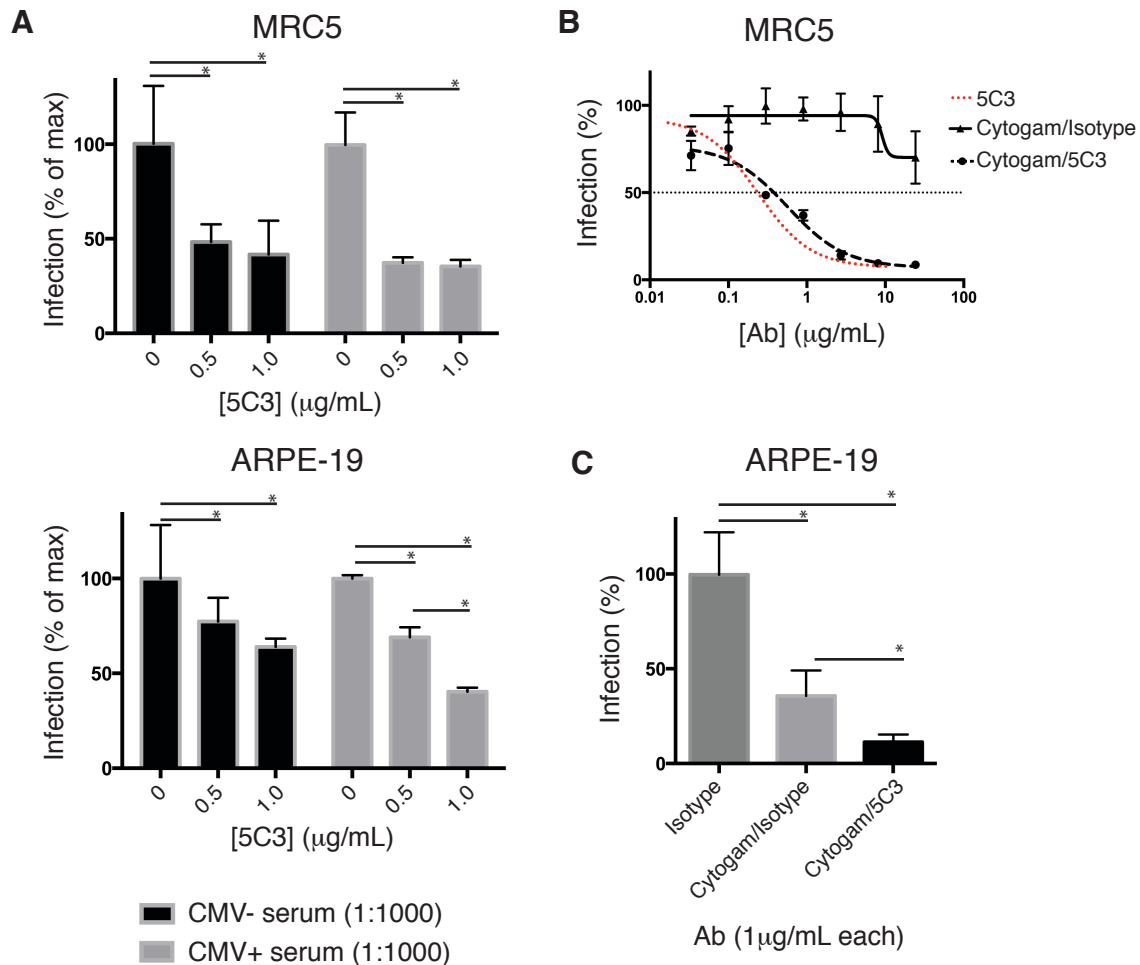 A
MRC5
Infection (% of max)
100
50
0
* *
* *
0 0.5 1.0 0 0.5 1.0
[5C3] (μg/mL)
ARPE-19
Infection (% of max)
100
50
0
* *
* * *
0 0.5 1.0 0 0.5 1.0
[5C3] (μg/mL)
CMV- serum (1:1000)
CMV+ serum (1:1000)
B
MRC5
Infection (%)
100
50
0
0.01 0.1 1 10 100
[Ab] (μg/mL)
5C3
Cytogam/Isotype
Cytogam/5C3
C
ARPE-19
Infection (%)
100
50
0
* * *
Isotype
Cytogam/Isotype
Cytogam/5C3
Ab (1μg/mL each)